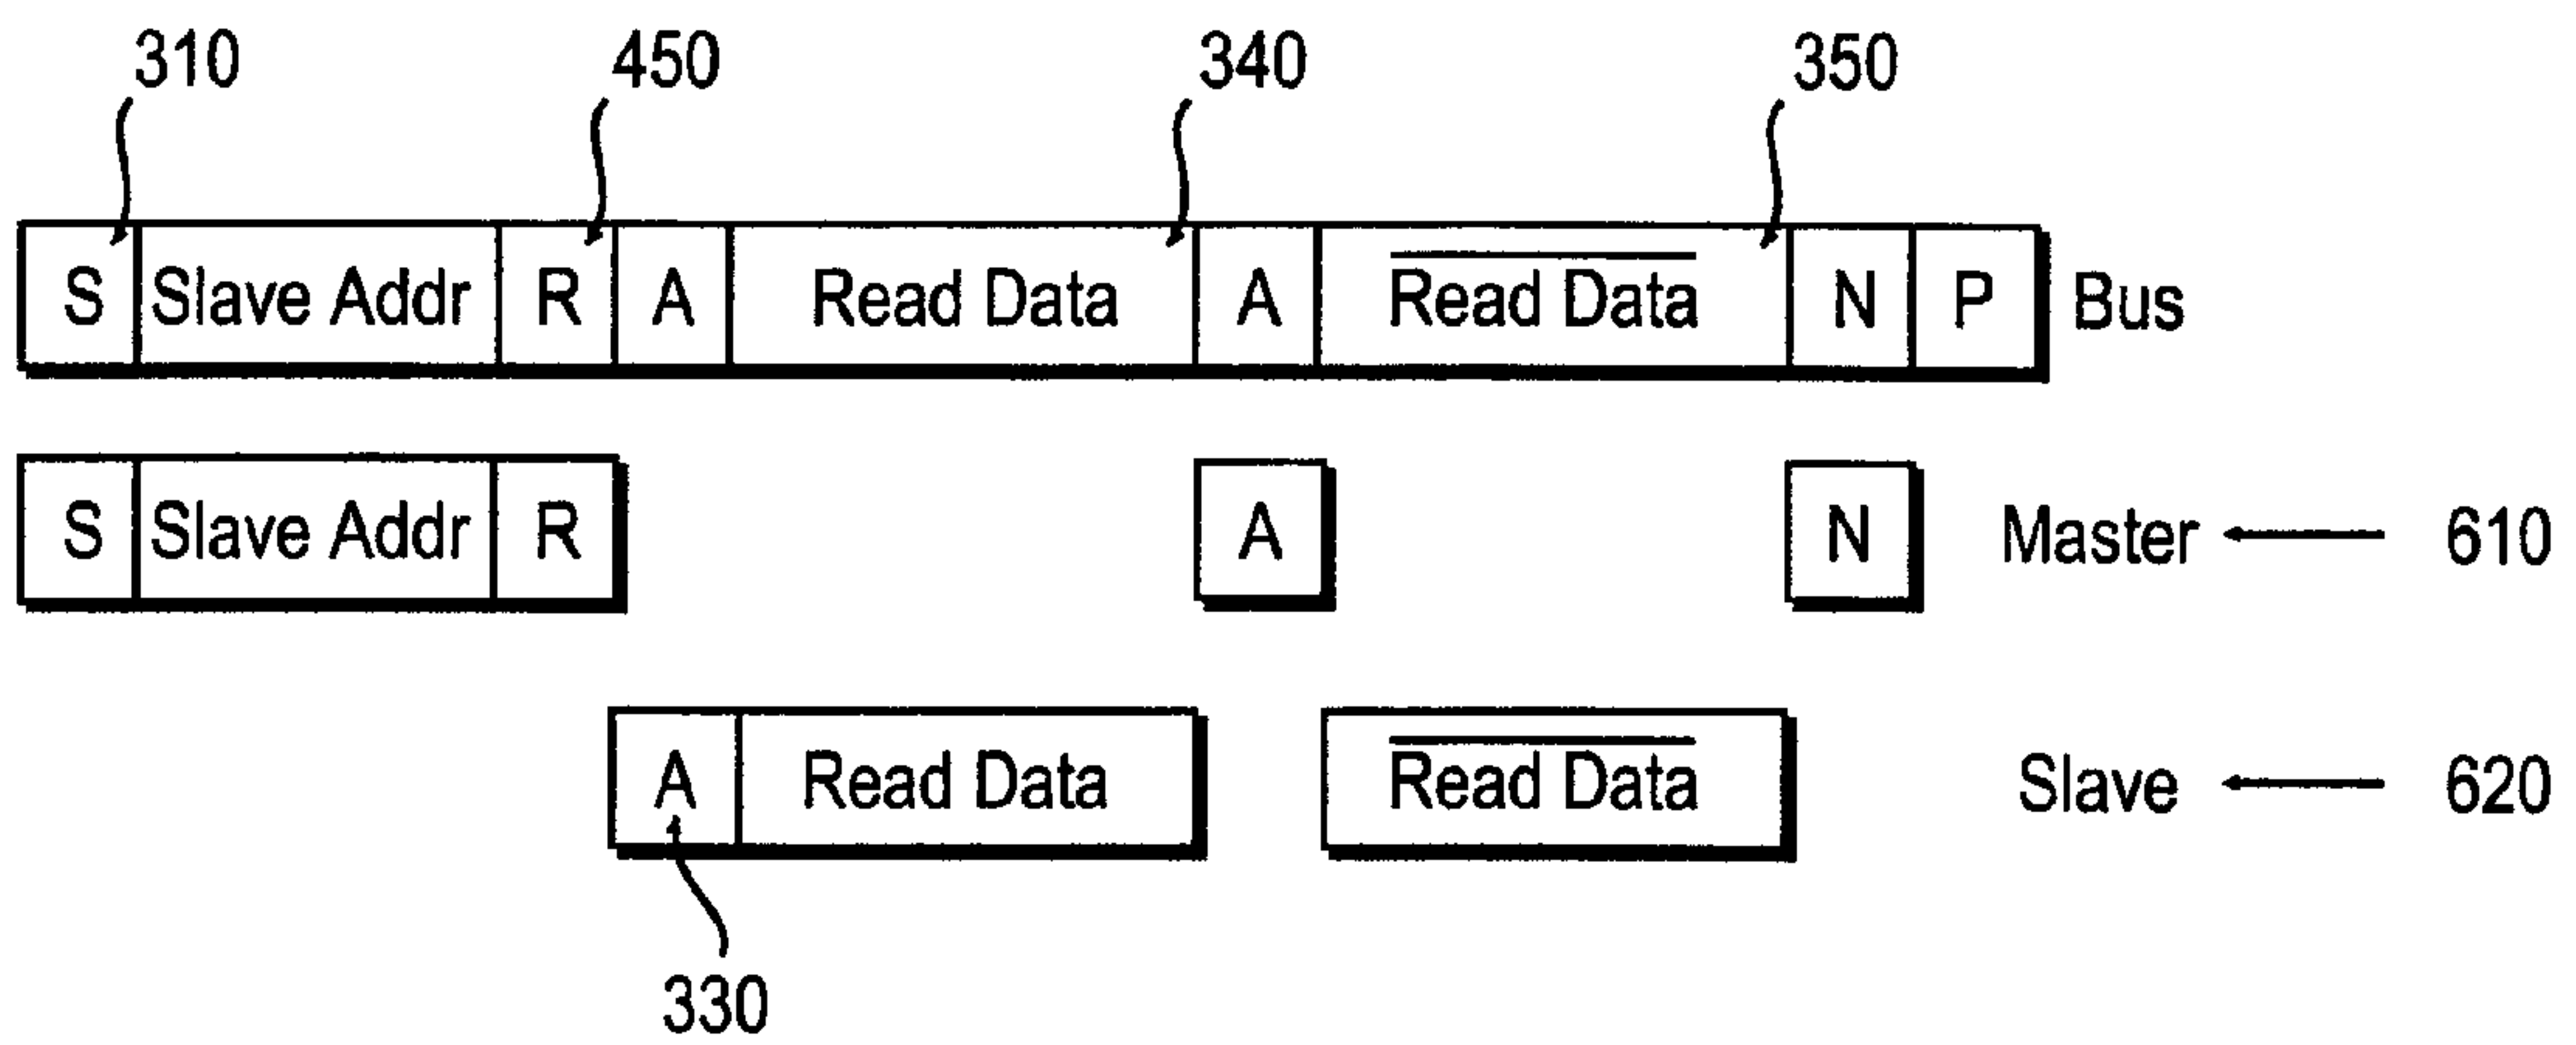 310 450 340 350
S Slave Addr R A Read Data A Read Data N P Bus
S Slave Addr R A N Master 610
A Read Data Read Data Slave 620
330